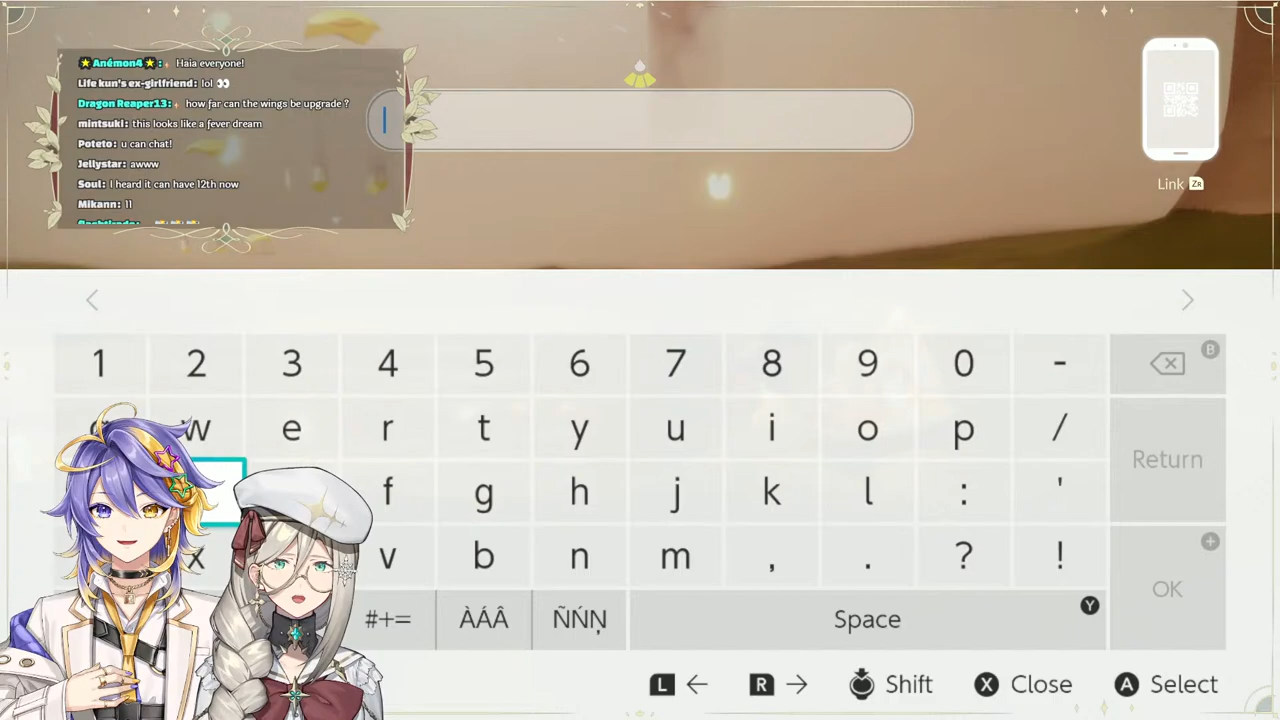 Anémon4: Haia everyone!
Life kun's ex-girlfriend: lol 👀
Dragon Reaper13: how far can the wings be upgrade ?
mintsuki: this looks like a fever dream
Poteto: u can chat!
Jellystar: awww
Soul: I heard it can have 12th now
Mikann: 11
Link ZR
1 2 3 4 5 6 7 8 9 0 - B
w e r t y u i o p / Return
f g h j k l : '
x v b n m , . ? ! + OK
#+= ÀÁÂ ÑŃŅ Space Y
L ← R → Shift X Close A Select